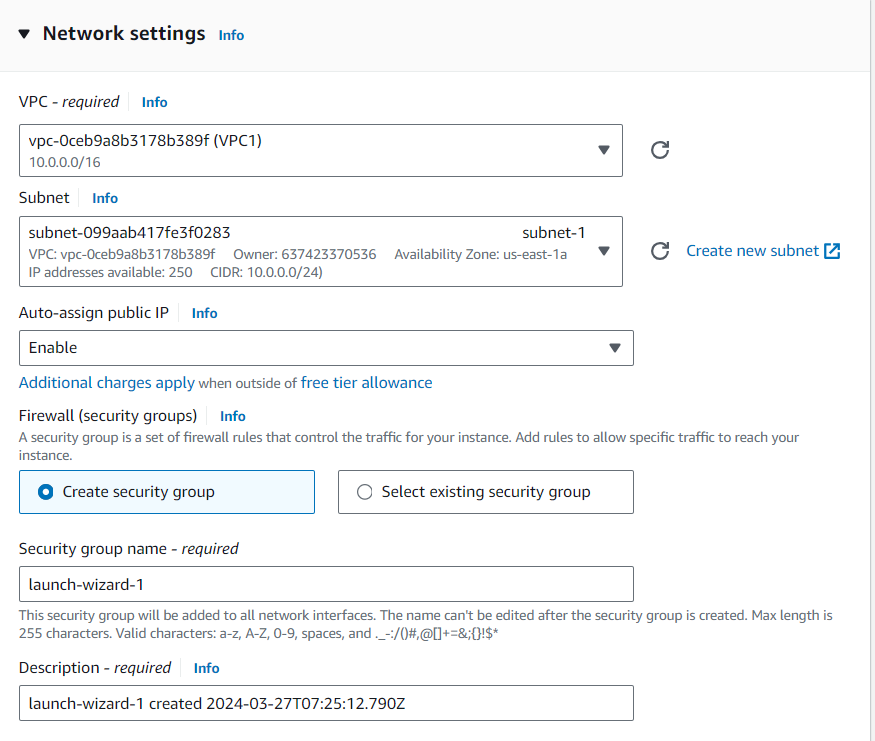 Network settings Info
VPC - required Info
vpc-0ceb9a8b3178b389f (VPC1)
10.0.0.0/16
Subnet Info
subnet-099aab417fe3f0283 subnet-1
VPC: vpc-0ceb9a8b3178b389f Owner: 637423370536 Availability Zone: us-east-1a
IP addresses available: 250 CIDR: 10.0.0.0/24)
Create new subnet
Auto-assign public IP Info
Enable
Additional charges apply when outside of free tier allowance
Firewall (security groups) Info
A security group is a set of firewall rules that control the traffic for your instance. Add rules to allow specific traffic to reach your
instance.
Create security group Select existing security group
Security group name - required
launch-wizard-1
This security group will be added to all network interfaces. The name can't be edited after the security group is created. Max length is
255 characters. Valid characters: a-z, A-Z, 0-9, spaces, and ._-:/()#,@[]+=&;{}!$*
Description - required Info
launch-wizard-1 created 2024-03-27T07:25:12.790Z